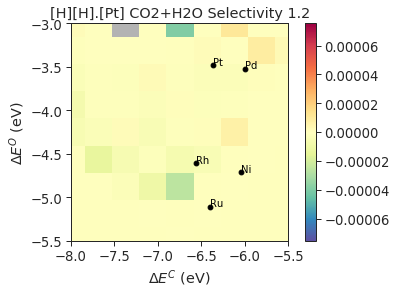 [H][H].[Pt] CO2+H2O Selectivity 1.2
−3.0
−3.5
−4.0
−4.5
−5.0
−5.5
ΔE^O (eV)
Pt
Pd
Rh
Ni
Ru
−8.0 −7.5 −7.0 −6.5 −6.0 −5.5
ΔE^C (eV)
0.00006
0.00004
0.00002
0.00000
−0.00002
−0.00004
−0.00006